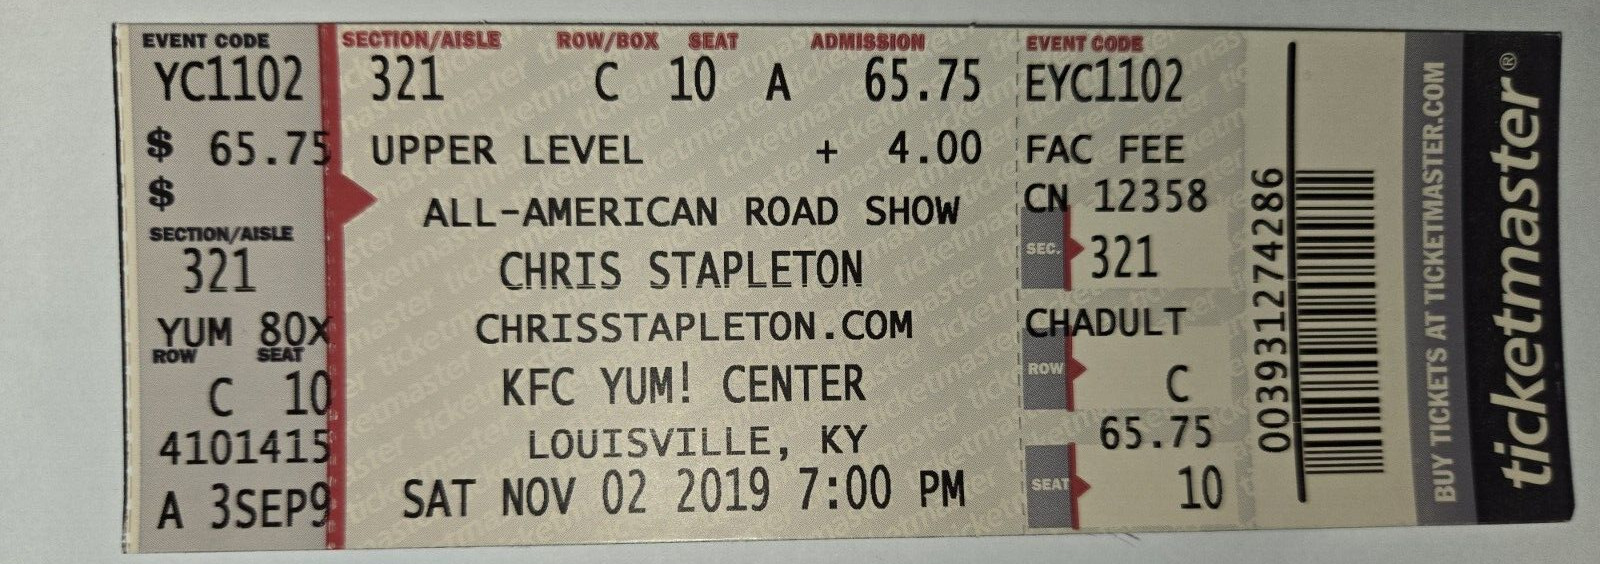 EVENT CODE
YC1102
$ 65.75
$
SECTION/AISLE
321
YUM 80X
ROW SEAT
C 10
4101415
A 3SEP9
SECTION/AISLE ROW/BOX SEAT ADMISSION
321 C 10 A 65.75
UPPER LEVEL + 4.00
ALL-AMERICAN ROAD SHOW
CHRIS STAPLETON
CHRISSTAPLETON.COM
KFC YUM! CENTER
LOUISVILLE, KY
SAT NOV 02 2019 7:00 PM
EVENT CODE
EYC1102
FAC FEE
CN 12358
SEC. 321
CHADULT
ROW C
65.75
SEAT 10
003931274286
BUY TICKETS AT TICKETMASTER.COM
ticketmaster®